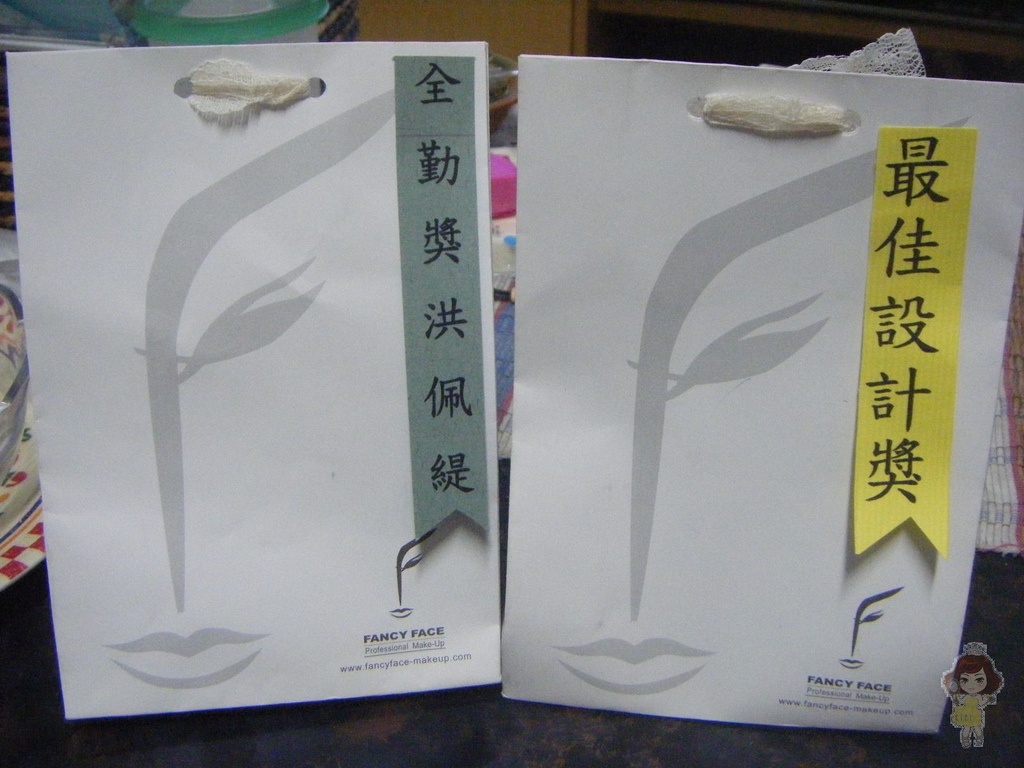 全勤獎洪佩緹
FANCY FACE
Professional Make-Up
www.fancyface-makeup.com
最佳設計獎
FANCY FACE
Professional Make-Up
www.fancyface-makeup.com